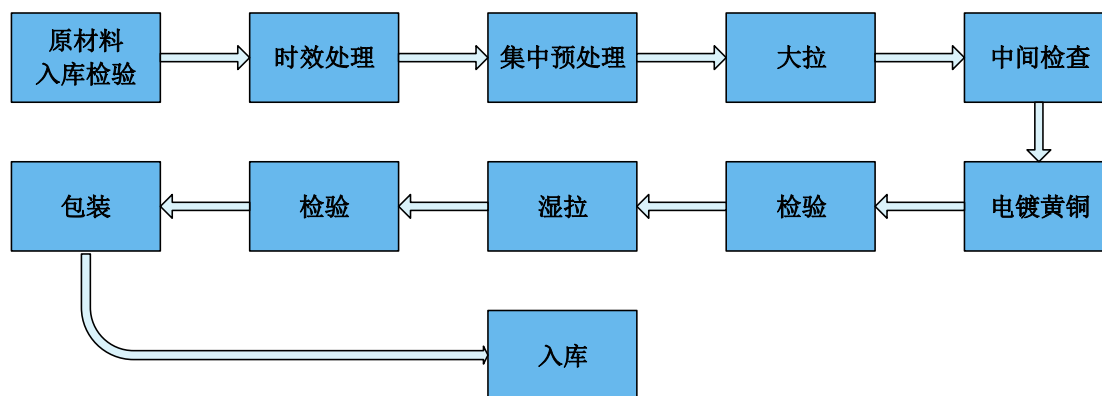 原材料
入库检验
时效处理
集中预处理
大拉
中间检查
包装
检验
湿拉
检验
电镀黄铜
入库